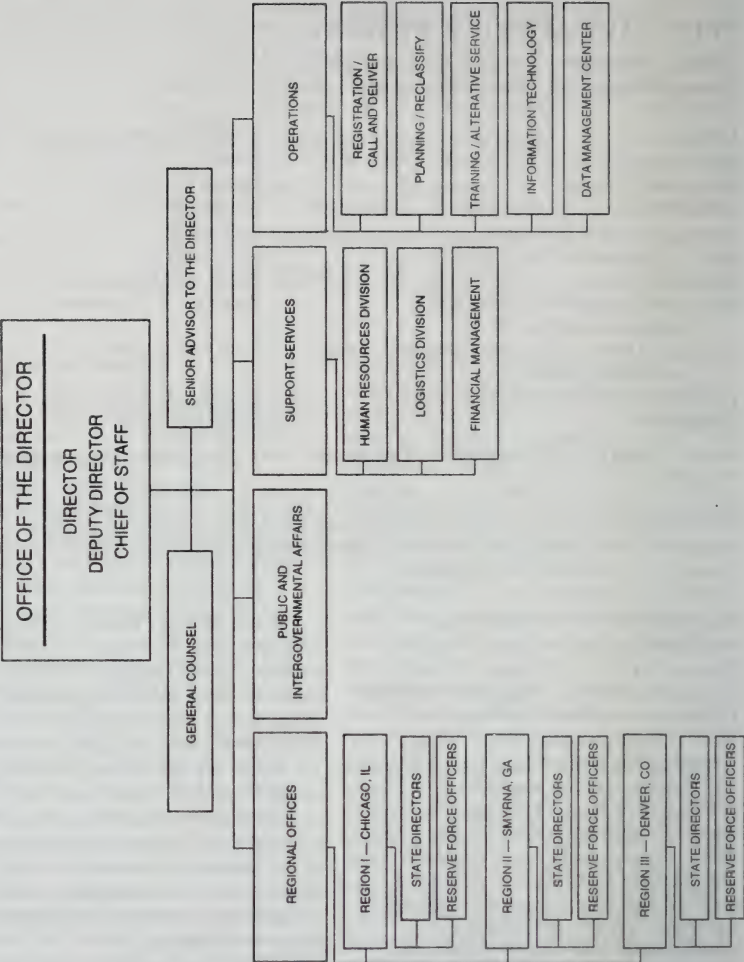 OFFICE OF THE DIRECTOR
DIRECTOR
DEPUTY DIRECTOR
CHIEF OF STAFF
GENERAL COUNSEL
SENIOR ADVISOR TO THE DIRECTOR
REGIONAL OFFICES
REGION I — CHICAGO, IL
STATE DIRECTORS
RESERVE FORCE OFFICERS
REGION II — SMYRNA, GA
STATE DIRECTORS
RESERVE FORCE OFFICERS
REGION III — DENVER, CO
STATE DIRECTORS
RESERVE FORCE OFFICERS
PUBLIC AND
INTERGOVERNMENTAL AFFAIRS
SUPPORT SERVICES
HUMAN RESOURCES DIVISION
LOGISTICS DIVISION
FINANCIAL MANAGEMENT
OPERATIONS
REGISTRATION /
CALL AND DELIVER
PLANNING / RECLASSIFY
TRAINING / ALTERATIVE SERVICE
INFORMATION TECHNOLOGY
DATA MANAGEMENT CENTER